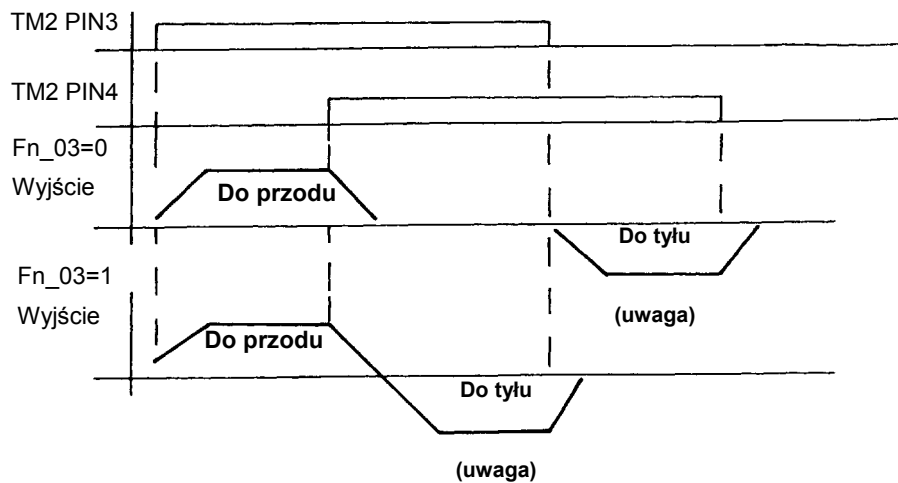 TM2 PIN3
TM2 PIN4
Fn_03=0
Wyjście
Do przodu
Do tyłu
(uwaga)
Fn_03=1
Wyjście
Do przodu
Do tyłu
(uwaga)